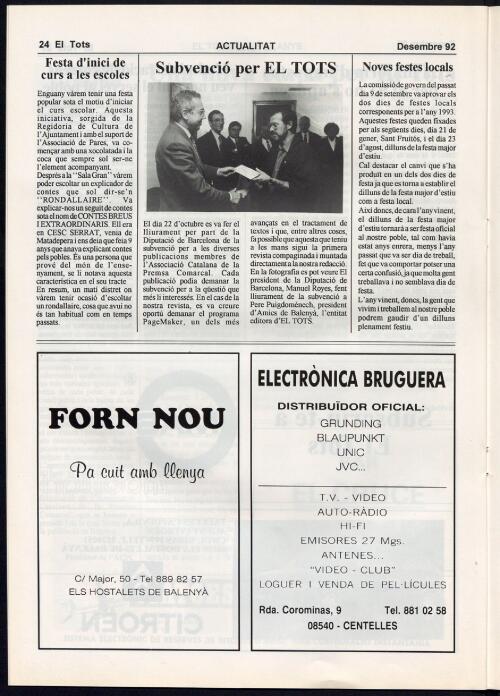 24 El Tots
ACTUALITAT
Desembre 92
Festa d'inici de
curs a les escoles
Enguany vàrem tenir una festa
popular sota el motiu d'iniciar
el curs escolar. Aquesta
iniciativa, sorgida de la
Regidoria de Cultura de
l'Ajuntament i amb el suport de
l'Associació de Pares, va co-
mençar amb una xocolatada i la
coca que sempre sol ser-ne
l'element acompanyant.
Després a la "Sala Gran" vàrem
poder escoltar un explicador de
contes que sol dir-se'n
"RONDALLAIRE". Va
explicar-nos un seguit de contes
sota el nom de CONTES BREUS
I EXTRAORDINARIS. Ell era
en CESC SERRAT, venia de
Matadepera i ens deia que feia 9
anys que anava explicant contes
pels pobles. És una persona que
prové del món de l'ense-
nyament, se li notava aquesta
característica en el seu tracte
En resum, un matí distret on
vàrem tenir ocasió d'escoltar
un rondallaire, cosa que avui no
és tan habitual com en temps
passats.
Subvenció per EL TOTS
El dia 22 d'octubre es va fer el
lliurament per part de la
Diputació de Barcelona de la
subvenció per a les diverses
publicacions membres de
l'Associació Catalana de la
Premsa Comarcal. Cada
publicació podia demanar la
subvenció per a la qüestió que
més li interessés. En el cas de la
nostra revista, es va creure
oportú demanar el programa
PageMaker, un dels més
avançats en el tractament de
textos i que, entre altres coses,
fa possible que aquesta que teniu
a les mans sigui la primera
revista compaginada i muntada
directament a la nostra redacció.
En la fotografia es pot veure El
president de la Diputació de
Barcelona, Manuel Royes, fent
lliurament de la subvenció a
Pere Puigdomènech, president
d'Amics de Balenyà, l'entitat
editora d'EL TOTS.
Noves festes locals
La comissió de govern del passat
dia 9 de setembre va aprovar els
dos dies de festes locals
corresponents per a l'any 1993.
Aquestes festes queden fixades
per als següents dies, dia 21 de
gener, Sant Fruitós, i el dia 23
d'agost, dilluns de la festa major
d'estiu.
Cal destacar el canvi que s'ha
produït en un dels dos dies de
festa ja que es torna a establir el
dilluns de la festa major d'estiu
com a festa local.
Així doncs, de cara l'any vinent,
el dilluns de la festa major
d'estiu tornarà a ser festa oficial
al nostre poble, tal com havia
estat anys enrera, menys l'any
passat que va ser dia de treball,
fet que va comportar potser una
certa confusió, ja que molt gent
treballava i no semblava dia de
festa.
L'any vinent, doncs, la gent que
vivim i treballem al nostre poble
podrem gaudir d'un dilluns
plenament festiu.
FORN NOU
Pa cuit amb llenya
C/ Major, 50 - Tel 889 82 57
ELS HOSTALETS DE BALENYÀ
ELECTRÒNICA BRUGUERA
DISTRIBUÏDOR OFICIAL:
GRUNDING
BLAUPUNKT
UNIC
JVC...
T.V. - VIDEO
AUTO-RÀDIO
HI-FI
EMISORES 27 Mgs.
ANTENES...
"VIDEO - CLUB"
LOGUER I VENDA DE PEL·LÍCULES
Rda. Corominas, 9
Tel. 881 02 58
08540 - CENTELLES